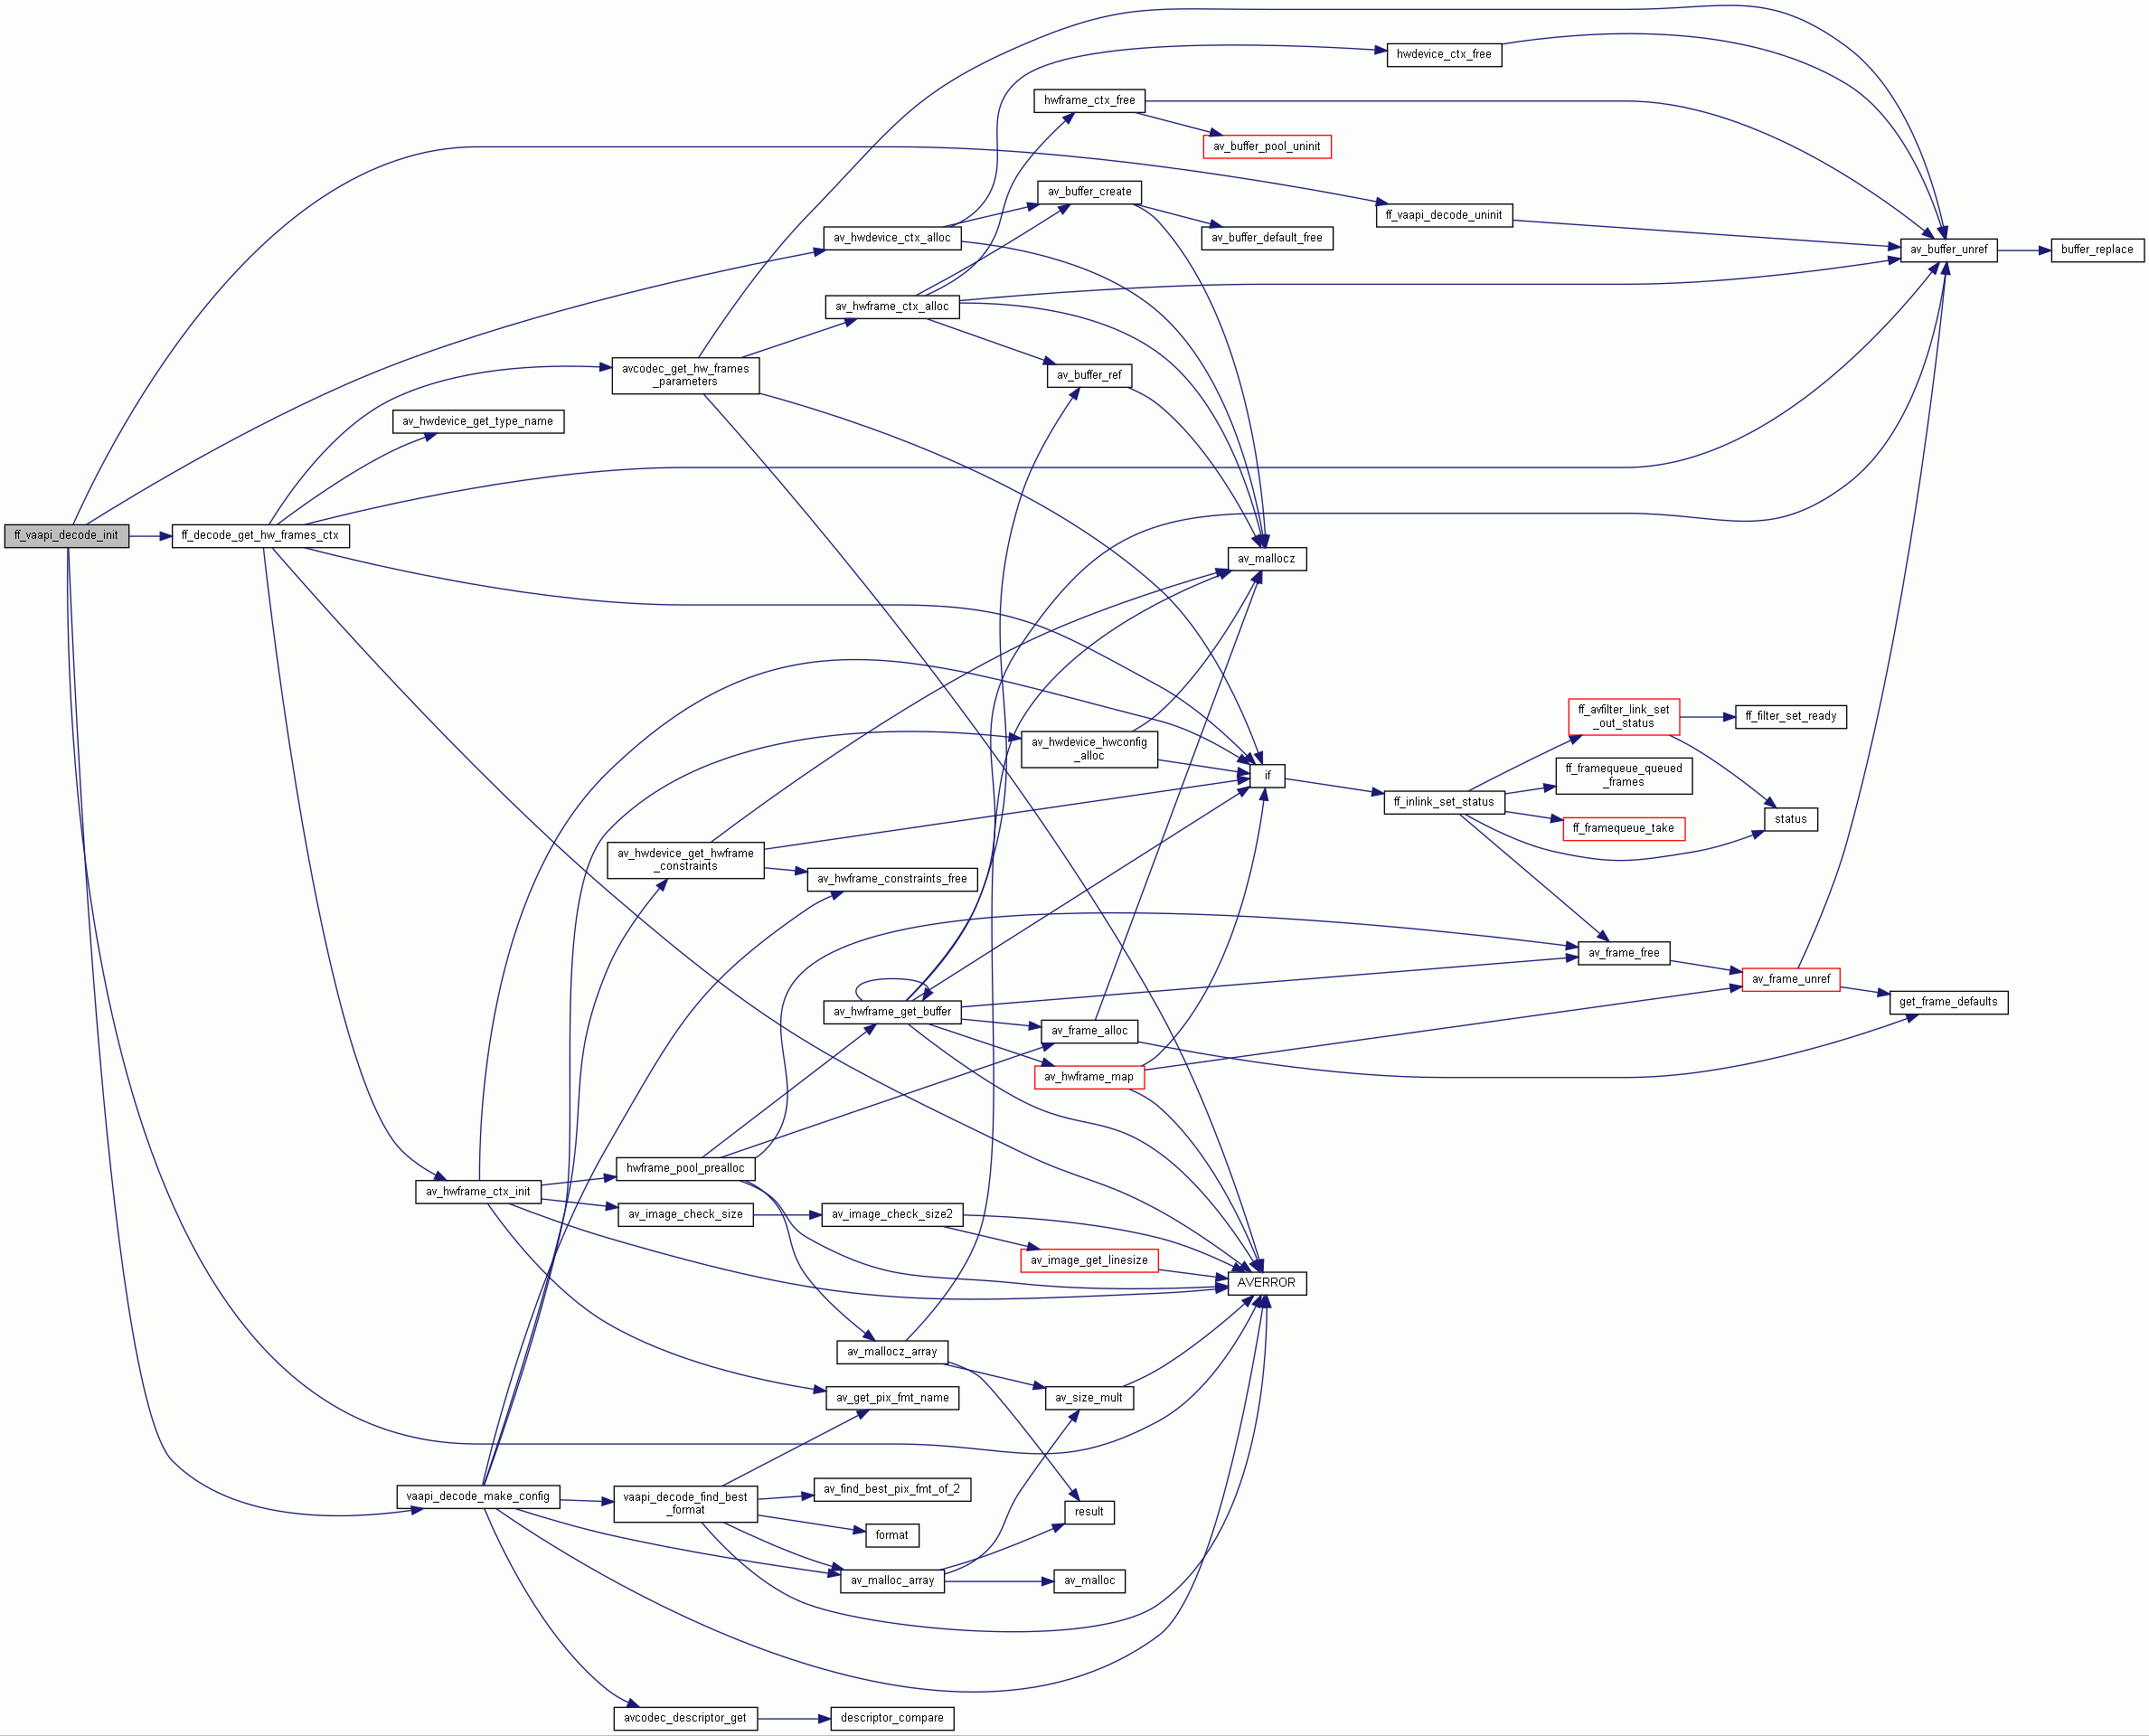 hwdevice_ctx_free
hwframe_ctx_free
av_buffer_pool_uninit
av_buffer_create
ff_vaapi_decode_uninit
av_hwdevice_ctx_alloc
av_buffer_default_free
av_buffer_unref
buffer_replace
av_hwframe_ctx_alloc
avcodec_get_hw_frames
_parameters
av_buffer_ref
av_hwdevice_get_type_name
ff_vaapi_decode_init
ff_decode_get_hw_frames_ctx
av_mallocz
ff_avfilter_link_set
_out_status
ff_filter_set_ready
av_hwdevice_hwconfig
_alloc
if
ff_framequeue_queued
_frames
ff_inlink_set_status
status
ff_framequeue_take
av_hwdevice_get_hwframe
_constraints
av_hwframe_constraints_free
av_frame_free
av_frame_unref
get_frame_defaults
av_hwframe_get_buffer
av_frame_alloc
av_hwframe_map
hwframe_pool_prealloc
av_hwframe_ctx_init
av_image_check_size
av_image_check_size2
av_image_get_linesize
AVERROR
av_mallocz_array
av_get_pix_fmt_name
av_size_mult
vaapi_decode_make_config
vaapi_decode_find_best
_format
av_find_best_pix_fmt_of_2
result
format
av_malloc_array
av_malloc
avcodec_descriptor_get
descriptor_compare